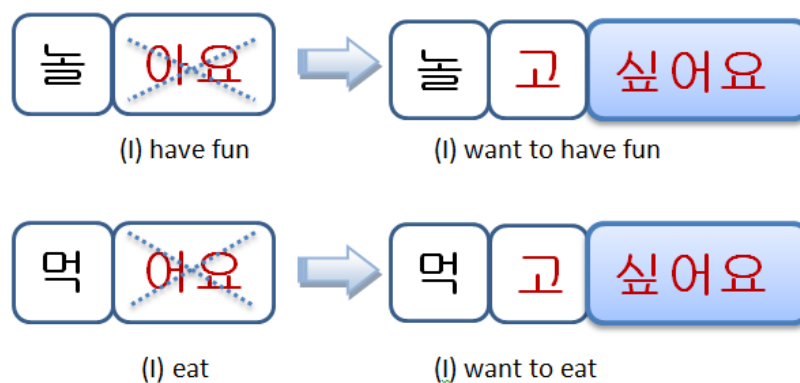 놀 아요 놀 고 싶어요
(I) have fun (I) want to have fun
먹 어요 먹 고 싶어요
(I) eat (I) want to eat